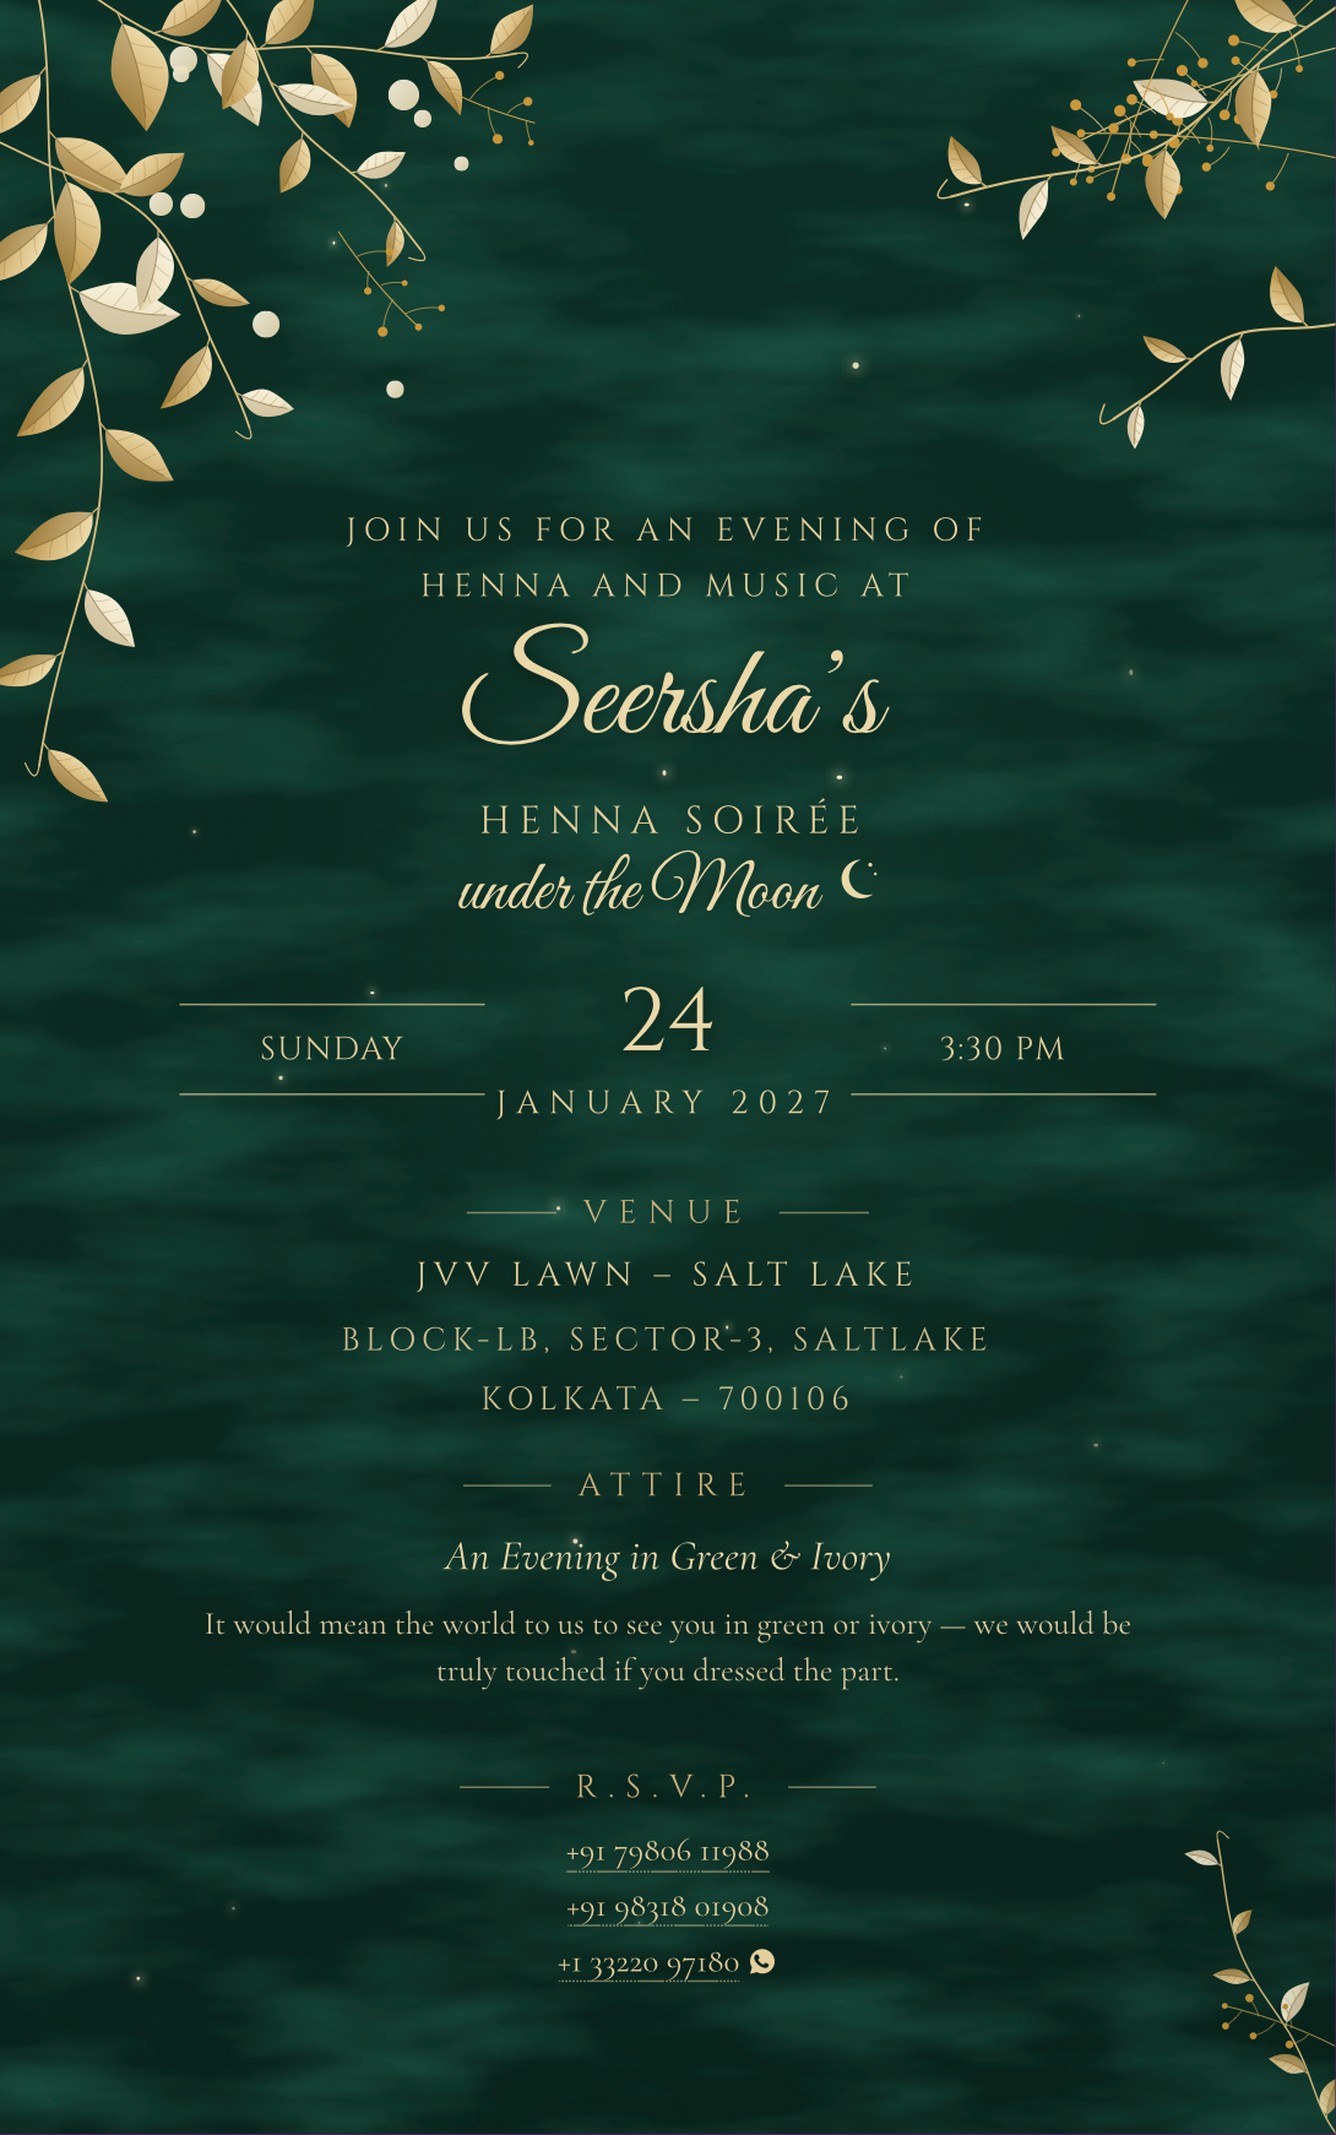 JOIN US FOR AN EVENING OF
HENNA AND MUSIC AT
Seersha's
HENNA SOIRÉE
under the Moon
SUNDAY
24
JANUARY 2027
3:30 PM
VENUE
JVV LAWN – SALT LAKE
BLOCK-LB, SECTOR-3, SALTLAKE
KOLKATA – 700106
ATTIRE
An Evening in Green & Ivory
It would mean the world to us to see you in green or ivory — we would be
truly touched if you dressed the part.
R.S.V.P.
+91 79806 11988
+91 98318 01908
+1 33220 97180